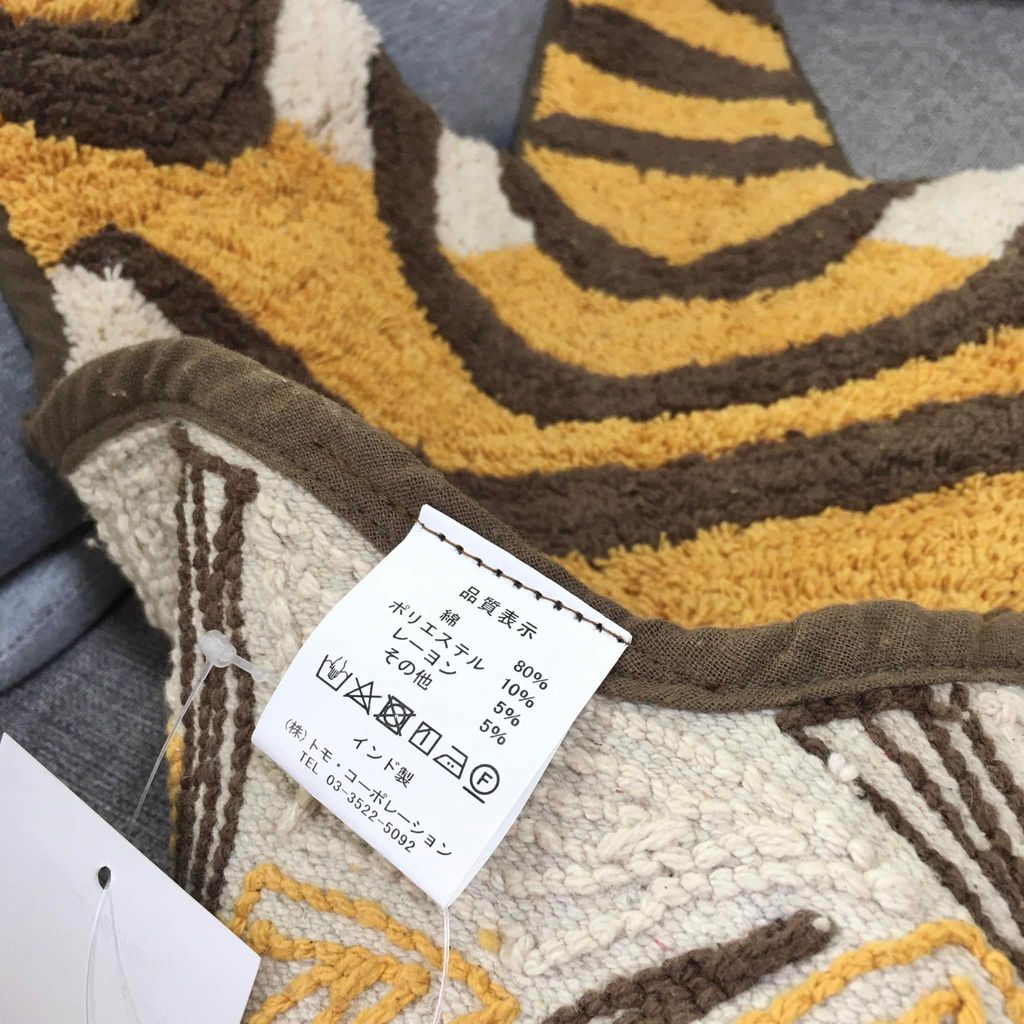 品質表示
綿 80%
ポリエステル 10%
レーヨン 5%
その他 5%
インド製
(株)トモ・コーポレーション
TEL 03-3522-5092